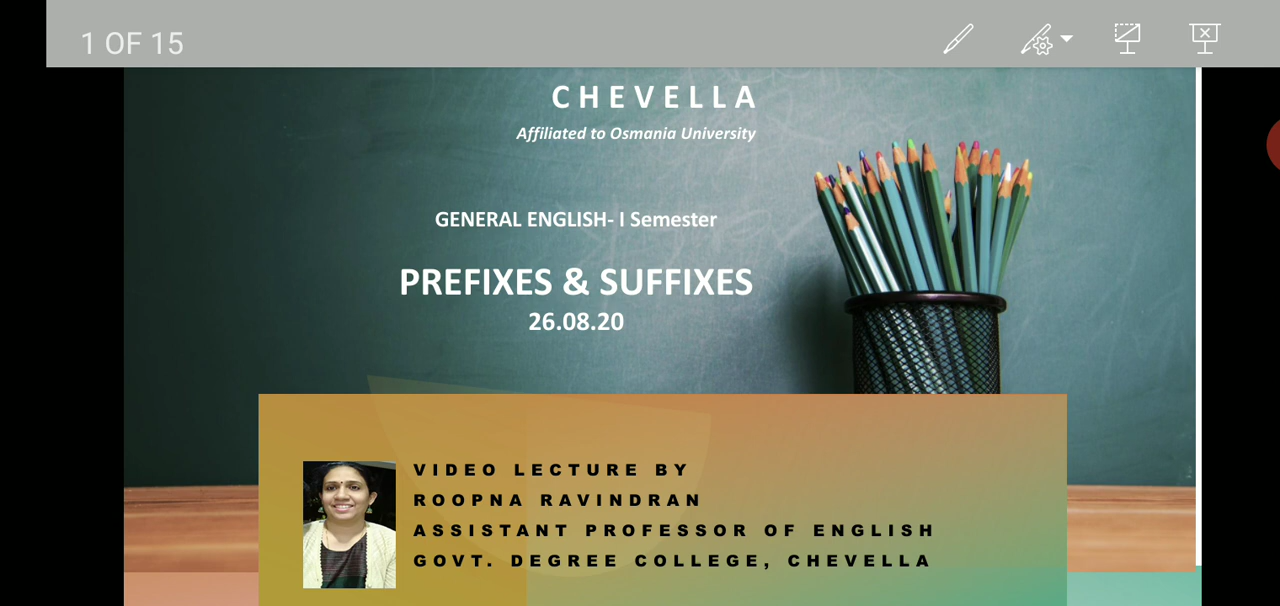 1 OF 15
CHEVELLA
Affiliated to Osmania University
GENERAL ENGLISH- I Semester
PREFIXES & SUFFIXES
26.08.20
VIDEO LECTURE BY
ROOPNA RAVINDRAN
ASSISTANT PROFESSOR OF ENGLISH
GOVT. DEGREE COLLEGE, CHEVELLA